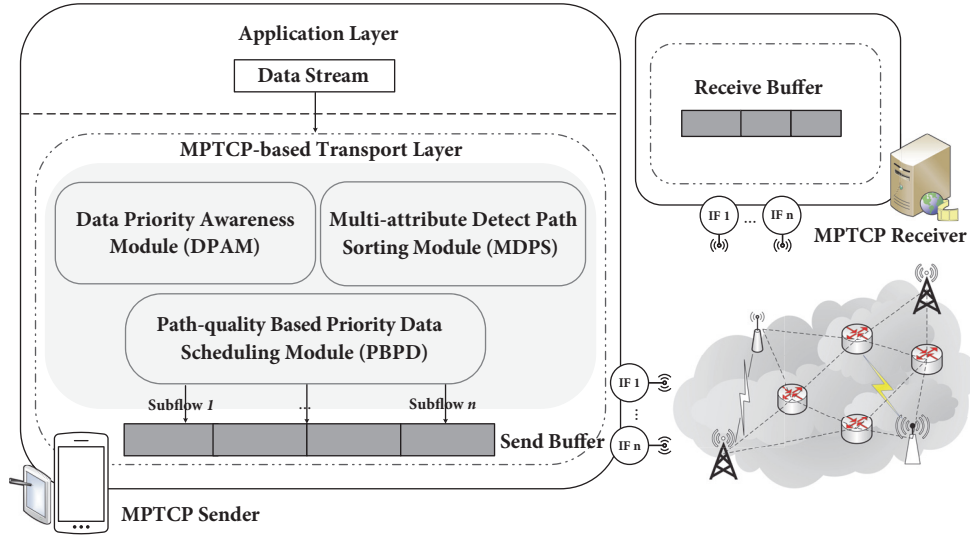 Application Layer
Data Stream
MPTCP-based Transport Layer
Data Priority Awareness
Module (DPAM)
Multi-attribute Detect Path
Sorting Module (MDPS)
Path-quality Based Priority Data
Scheduling Module (PBPD)
Subflow 1
...
Subflow n
Send Buffer
MPTCP Sender
IF 1
...
IF n
Receive Buffer
IF 1
...
IF n
MPTCP Receiver